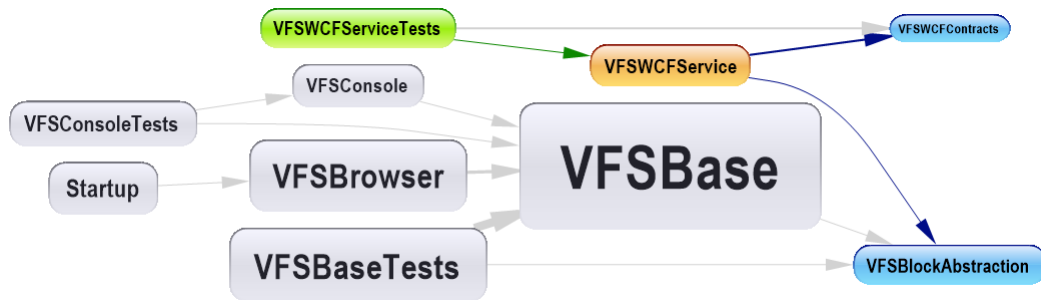 VFSWCFServiceTests
VFSWCFContracts
VFSWCFService
VFSConsole
VFSConsoleTests
VFSBase
VFSBrowser
Startup
VFSBaseTests
VFSBlockAbstraction